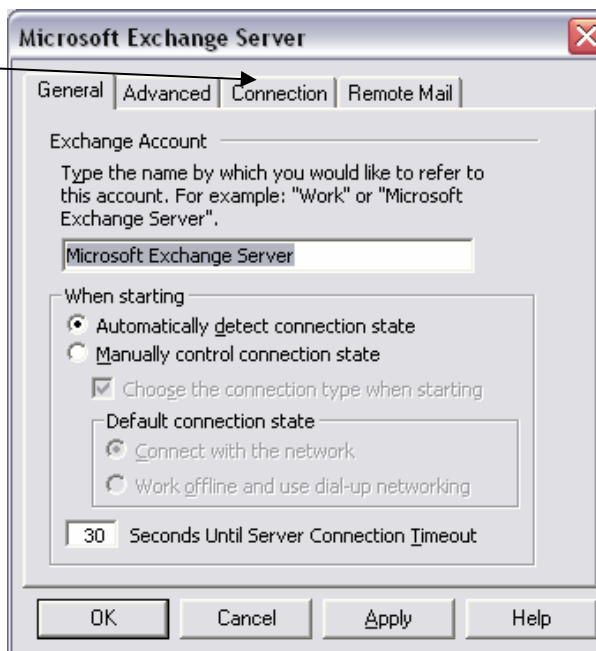 Microsoft Exchange Server
General Advanced Connection Remote Mail
Exchange Account
Type the name by which you would like to refer to
this account. For example: "Work" or "Microsoft
Exchange Server".
Microsoft Exchange Server
When starting
Automatically detect connection state
Manually control connection state
Choose the connection type when starting
Default connection state
Connect with the network
Work offline and use dial-up networking
30 Seconds Until Server Connection Timeout
OK Cancel Apply Help